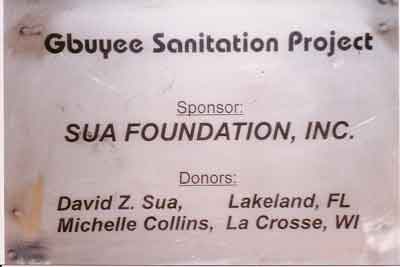 Gbuyee Sanitation Project
Sponsor:
SUA FOUNDATION, INC.
Donors:
David Z. Sua, Lakeland, FL
Michelle Collins, La Crosse, WI